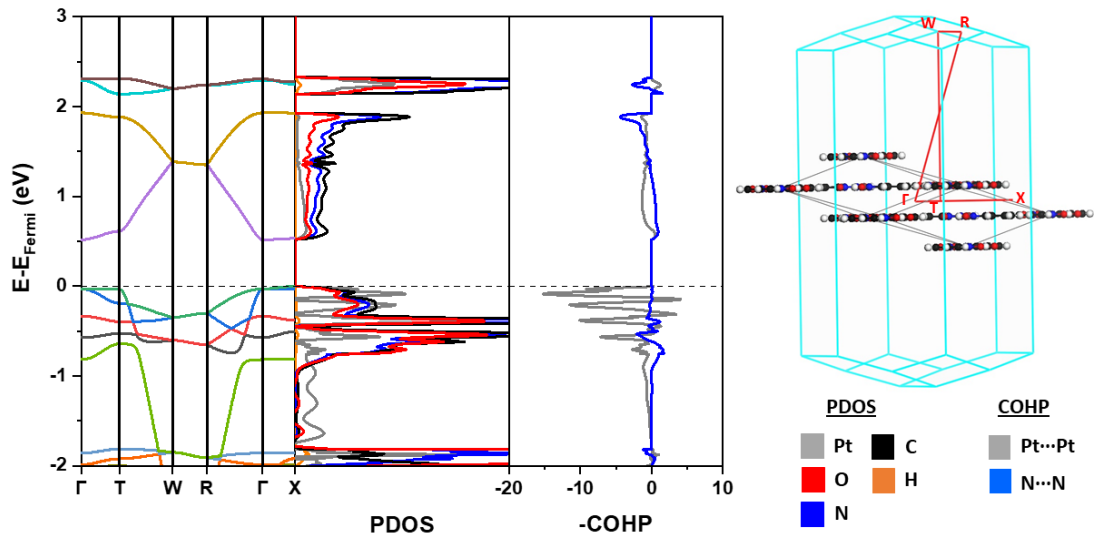 3
2
1
0
-1
-2
E-E_Fermi (eV)
Γ T W R Γ X
-20
PDOS
-10 0 10
-COHP
W R
Γ T X
PDOS COHP
Pt C Pt···Pt
O H N···N
N